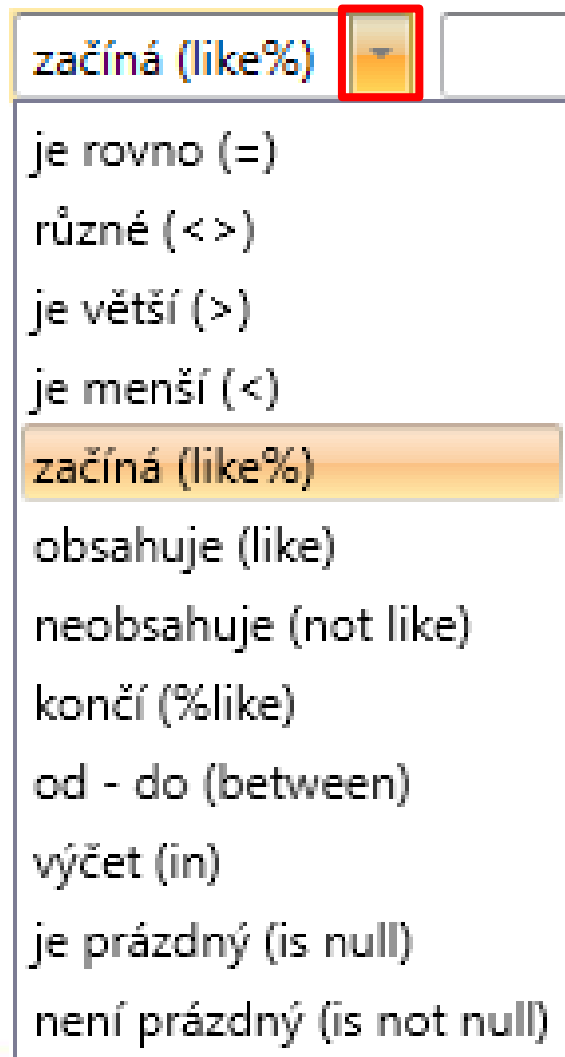 začíná (like%)
je rovno (=)
různé (<>)
je větší (>)
je menší (<)
začíná (like%)
obsahuje (like)
neobsahuje (not like)
končí (%like)
od - do (between)
výčet (in)
je prázdný (is null)
není prázdný (is not null)